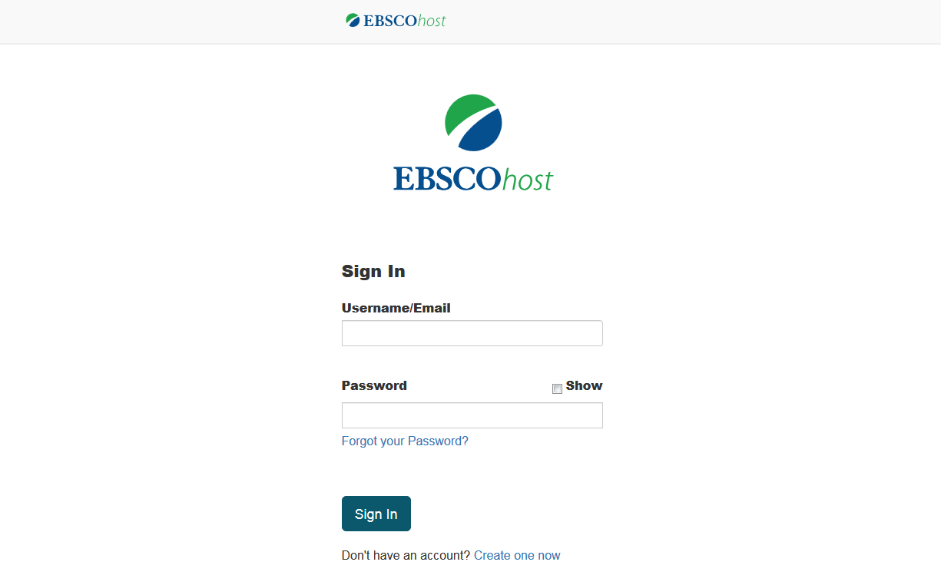 EBSCOhost
EBSCOhost
Sign In
Username/Email
Password
Show
Forgot your Password?
Sign In
Don't have an account? Create one now